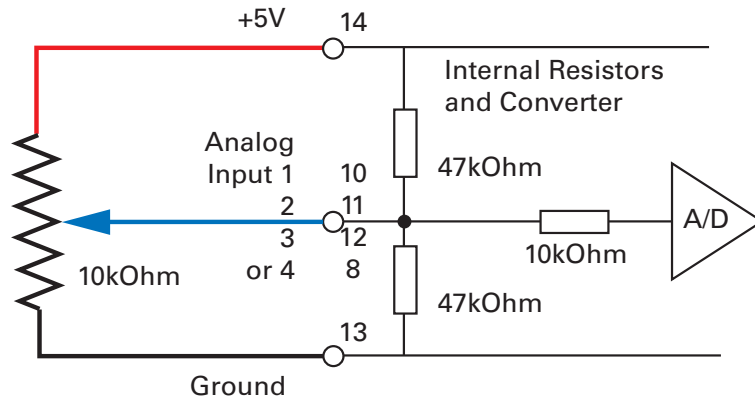 +5V
14
Internal Resistors
and Converter
Analog
Input 1
10
47kOhm
2
11
A/D
3
12
10kOhm
10kOhm
or 4
8
47kOhm
13
Ground